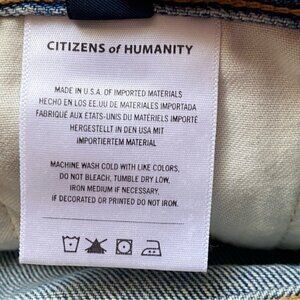 CITIZENS of HUMANITY
MADE IN U.S.A. OF IMPORTED MATERIALS
HECHO EN LOS EE.UU DE MATERIALES IMPORTADA
FABRIQUÉ AUX ETATS-UNIS DU MATÉRIELS IMPORTÉ
HERGESTELLT IN DEN USA MIT
IMPORTIERTEM MATERIAL
MACHINE WASH COLD WITH LIKE COLORS,
DO NOT BLEACH, TUMBLE DRY LOW,
IRON MEDIUM IF NECESSARY,
IF DECORATED OR PRINTED DO NOT IRON.